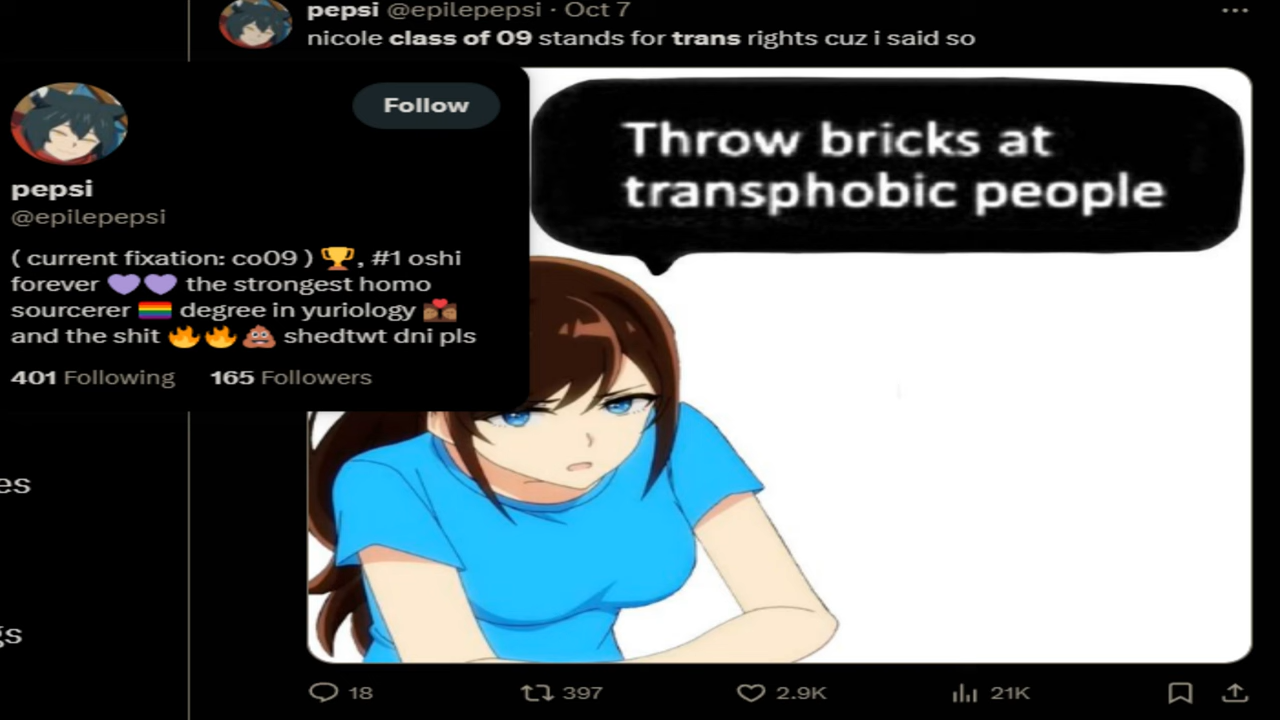 pepsi @epilepepsi · Oct 7
nicole class of 09 stands for trans rights cuz i said so
Follow
pepsi
@epilepepsi
( current fixation: co09 ) 🏆, #1 oshi
forever 💜💜 the strongest homo
sourcerer 🏳️‍🌈 degree in yuriology 👩🏾‍❤️‍💋‍👩🏾
and the shit 🔥🔥💩 shedtwt dni pls
401 Following 165 Followers
Throw bricks at
transphobic people
es
gs
18 397 2.9K 21K